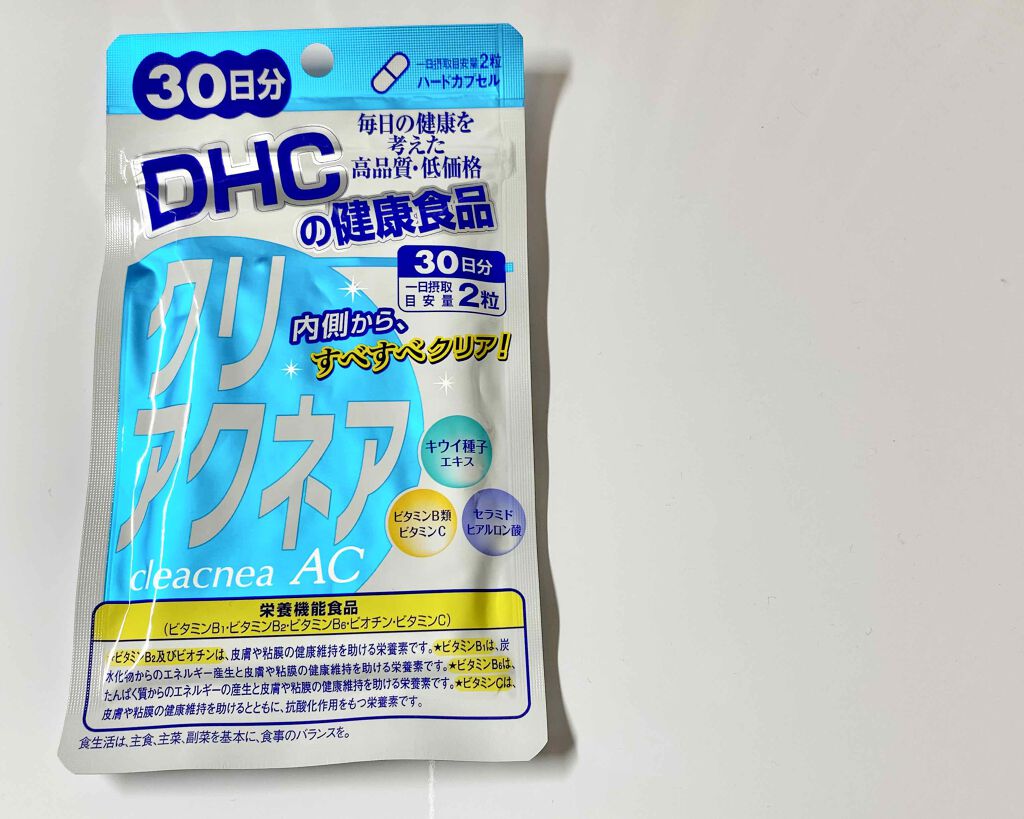 30日分
一日摂取目安量2粒
ハードカプセル
毎日の健康を
考えた
高品質・低価格
DHC
の健康食品
30日分
一日摂取
目安量 2粒
クリ
アクネア
内側から、
すべすべクリア!
キウイ種子
エキス
ビタミンB類
ビタミンC
セラミド
ヒアルロン酸
cleacnea AC
栄養機能食品
(ビタミンB1・ビタミンB2・ビタミンB6・ビオチン・ビタミンC)
★ビタミンB2及びビオチンは、皮膚や粘膜の健康維持を助ける栄養素です。★ビタミンB1は、炭
水化物からのエネルギー産生と皮膚や粘膜の健康維持を助ける栄養素です。★ビタミンB6は、
たんぱく質からのエネルギーの産生と皮膚や粘膜の健康維持を助ける栄養素です。★ビタミンCは、
皮膚や粘膜の健康維持を助けるとともに、抗酸化作用をもつ栄養素です。
食生活は、主食、主菜、副菜を基本に、食事のバランスを。